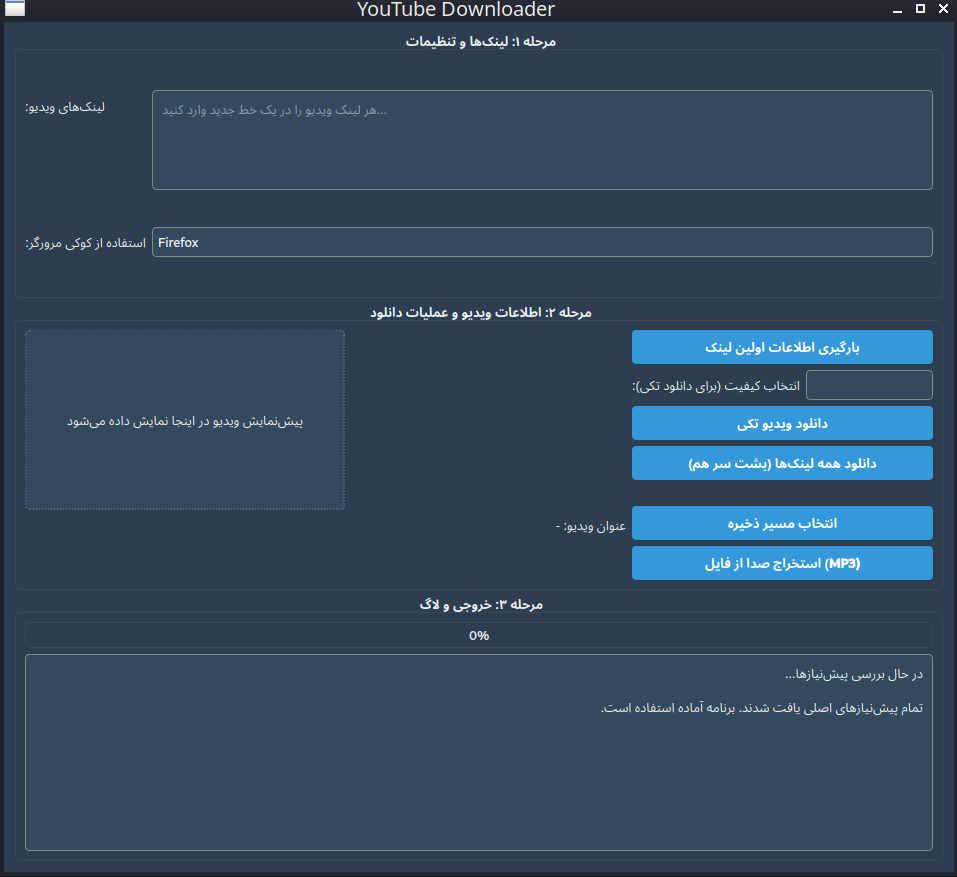 YouTube Downloader
مرحله ۱: لینک‌ها و تنظیمات
لینک‌های ویدیو:
هر لینک ویدیو را در یک خط جدید وارد کنید...
استفاده از کوکی مرورگر:
Firefox
مرحله ۲: اطلاعات ویدیو و عملیات دانلود
بارگیری اطلاعات اولین لینک
انتخاب کیفیت (برای دانلود تکی):
دانلود ویدیو تکی
پیش‌نمایش ویدیو در اینجا نمایش داده می‌شود
دانلود همه لینک‌ها (پشت سر هم)
انتخاب مسیر ذخیره
عنوان ویدیو: -
استخراج صدا از فایل (MP3)
مرحله ۳: خروجی و لاگ
0%
در حال بررسی پیش‌نیازها...
تمام پیش‌نیازهای اصلی یافت شدند. برنامه آماده استفاده است.